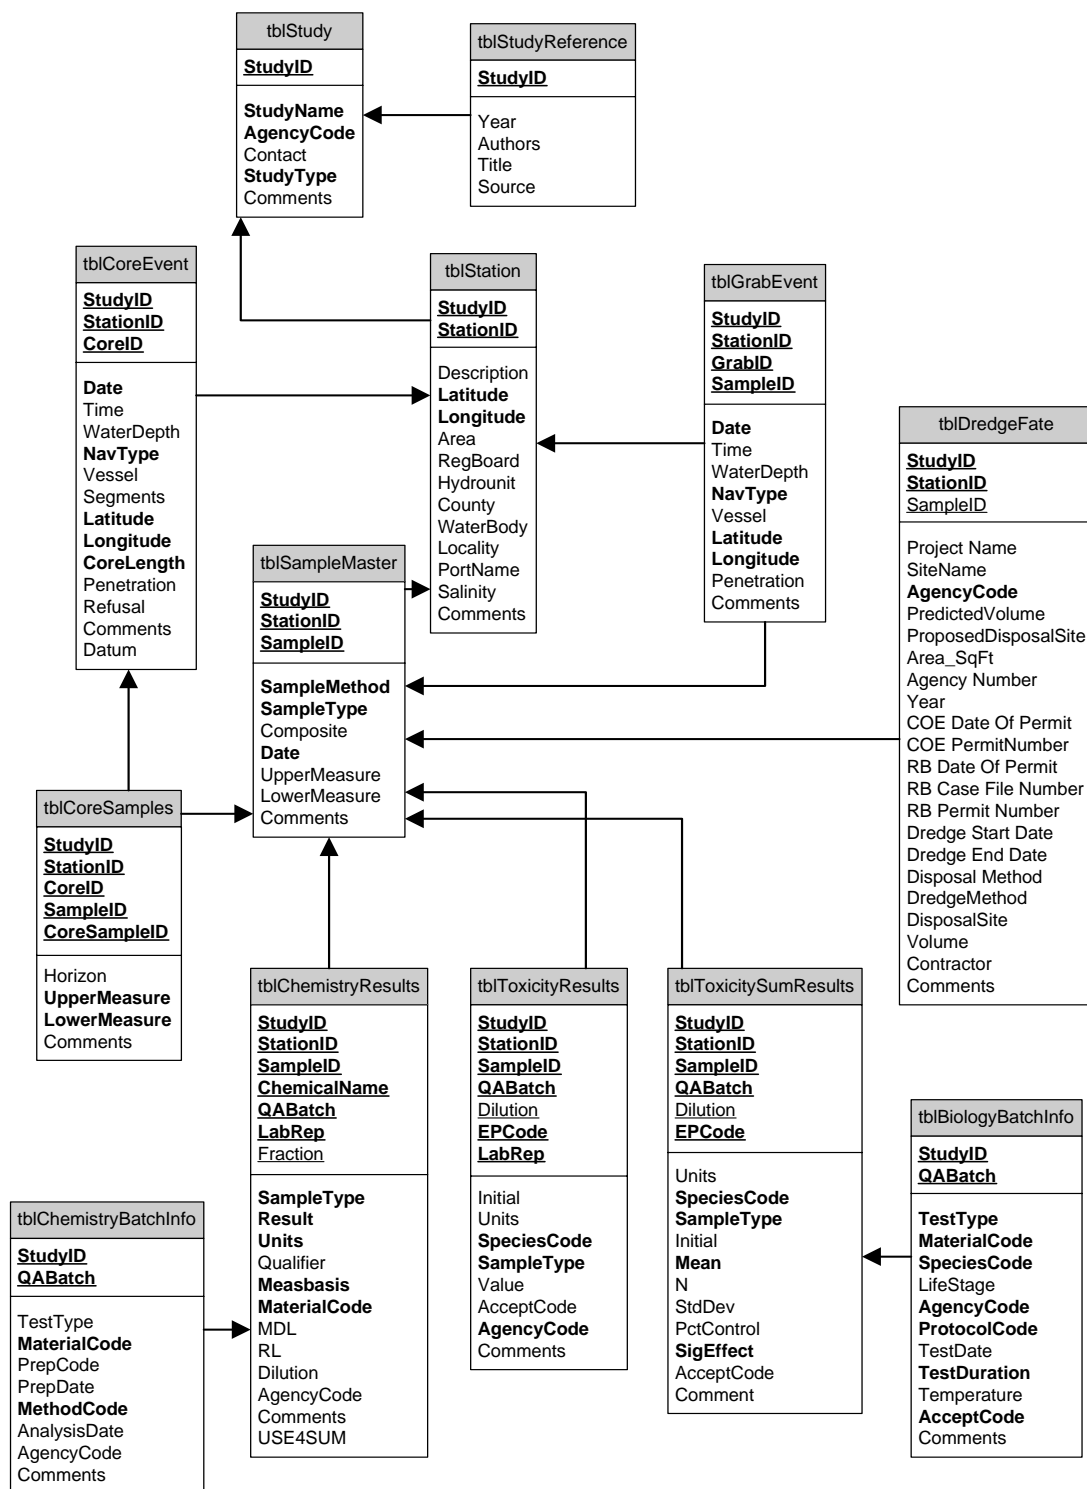 tblStudy
StudyID
StudyName
AgencyCode
Contact
StudyType
Comments
tblStudyReference
StudyID
Year
Authors
Title
Source
tblCoreEvent
StudyID
StationID
CoreID
Date
Time
WaterDepth
NavType
Vessel
Segments
Latitude
Longitude
CoreLength
Penetration
Refusal
Comments
Datum
tblStation
StudyID
StationID
Description
Latitude
Longitude
Area
RegBoard
Hydrounit
County
WaterBody
Locality
PortName
Salinity
Comments
tblGrabEvent
StudyID
StationID
GrabID
SampleID
Date
Time
WaterDepth
NavType
Vessel
Latitude
Longitude
Penetration
Comments
tblDredgeFate
StudyID
StationID
SampleID
Project Name
SiteName
AgencyCode
PredictedVolume
ProposedDisposalSite
Area_SqFt
Agency Number
Year
COE Date Of Permit
COE PermitNumber
RB Date Of Permit
RB Case File Number
RB Permit Number
Dredge Start Date
Dredge End Date
Disposal Method
DredgeMethod
DisposalSite
Volume
Contractor
Comments
tblSampleMaster
StudyID
StationID
SampleID
SampleMethod
SampleType
Composite
Date
UpperMeasure
LowerMeasure
Comments
tblCoreSamples
StudyID
StationID
CoreID
SampleID
CoreSampleID
Horizon
UpperMeasure
LowerMeasure
Comments
tblChemistryResults
StudyID
StationID
SampleID
ChemicalName
QABatch
LabRep
Fraction
SampleType
Result
Units
Qualifier
Measbasis
MaterialCode
MDL
RL
Dilution
AgencyCode
Comments
USE4SUM
tblToxicityResults
StudyID
StationID
SampleID
QABatch
Dilution
EPCode
LabRep
Initial
Units
SpeciesCode
SampleType
Value
AcceptCode
AgencyCode
Comments
tblToxicitySumResults
StudyID
StationID
SampleID
QABatch
Dilution
EPCode
Units
SpeciesCode
SampleType
Initial
Mean
N
StdDev
PctControl
SigEffect
AcceptCode
Comment
tblBiologyBatchInfo
StudyID
QABatch
TestType
MaterialCode
SpeciesCode
LifeStage
AgencyCode
ProtocolCode
TestDate
TestDuration
Temperature
AcceptCode
Comments
tblChemistryBatchInfo
StudyID
QABatch
TestType
MaterialCode
PrepCode
PrepDate
MethodCode
AnalysisDate
AgencyCode
Comments